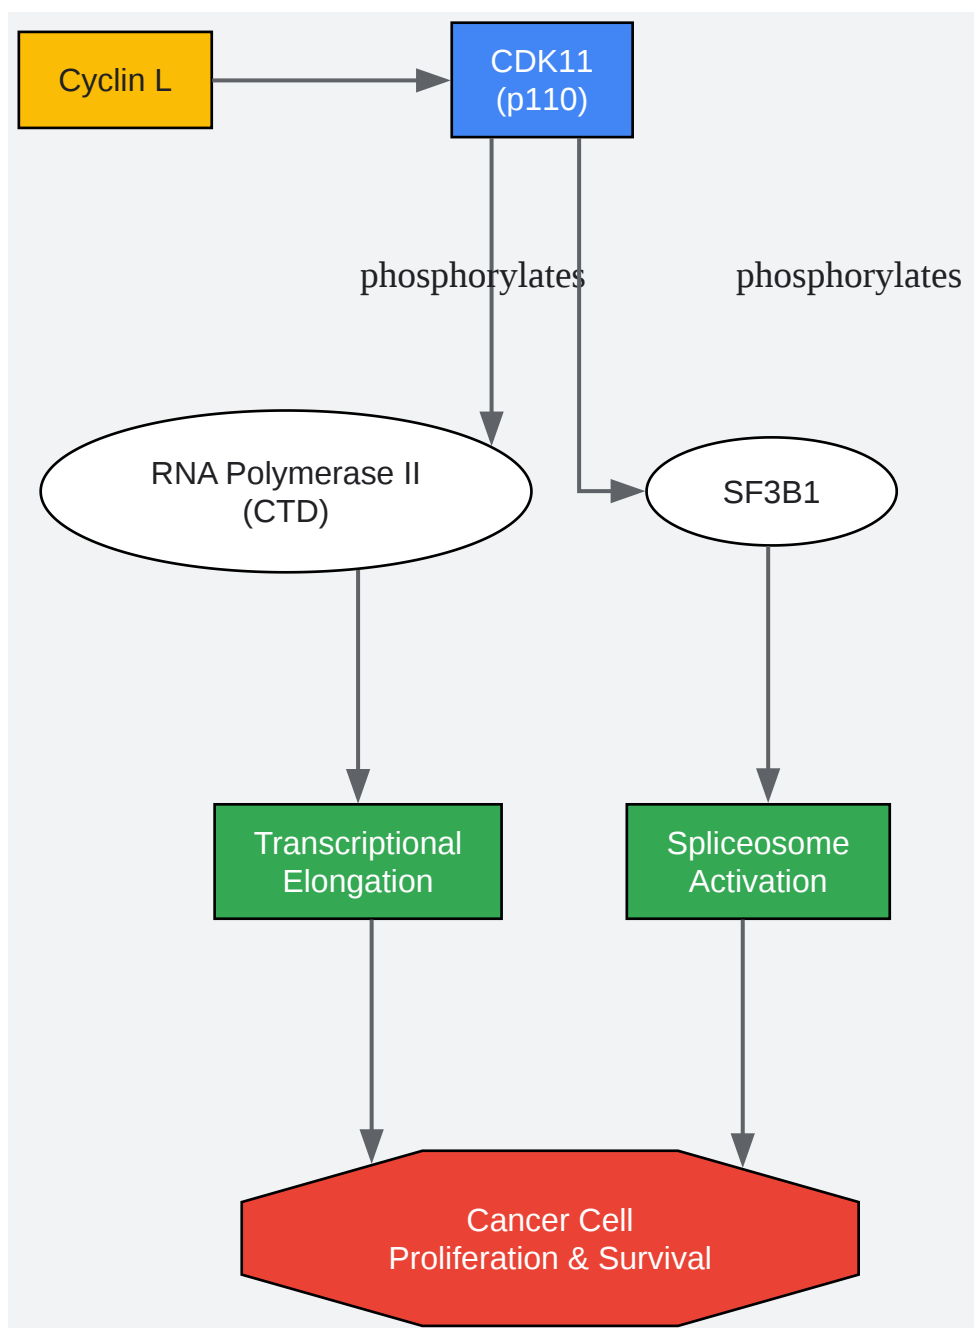 Cyclin L
CDK11
(p110)
phosphorylates
phosphorylates
RNA Polymerase II
(CTD)
SF3B1
Transcriptional
Elongation
Spliceosome
Activation
Cancer Cell
Proliferation & Survival